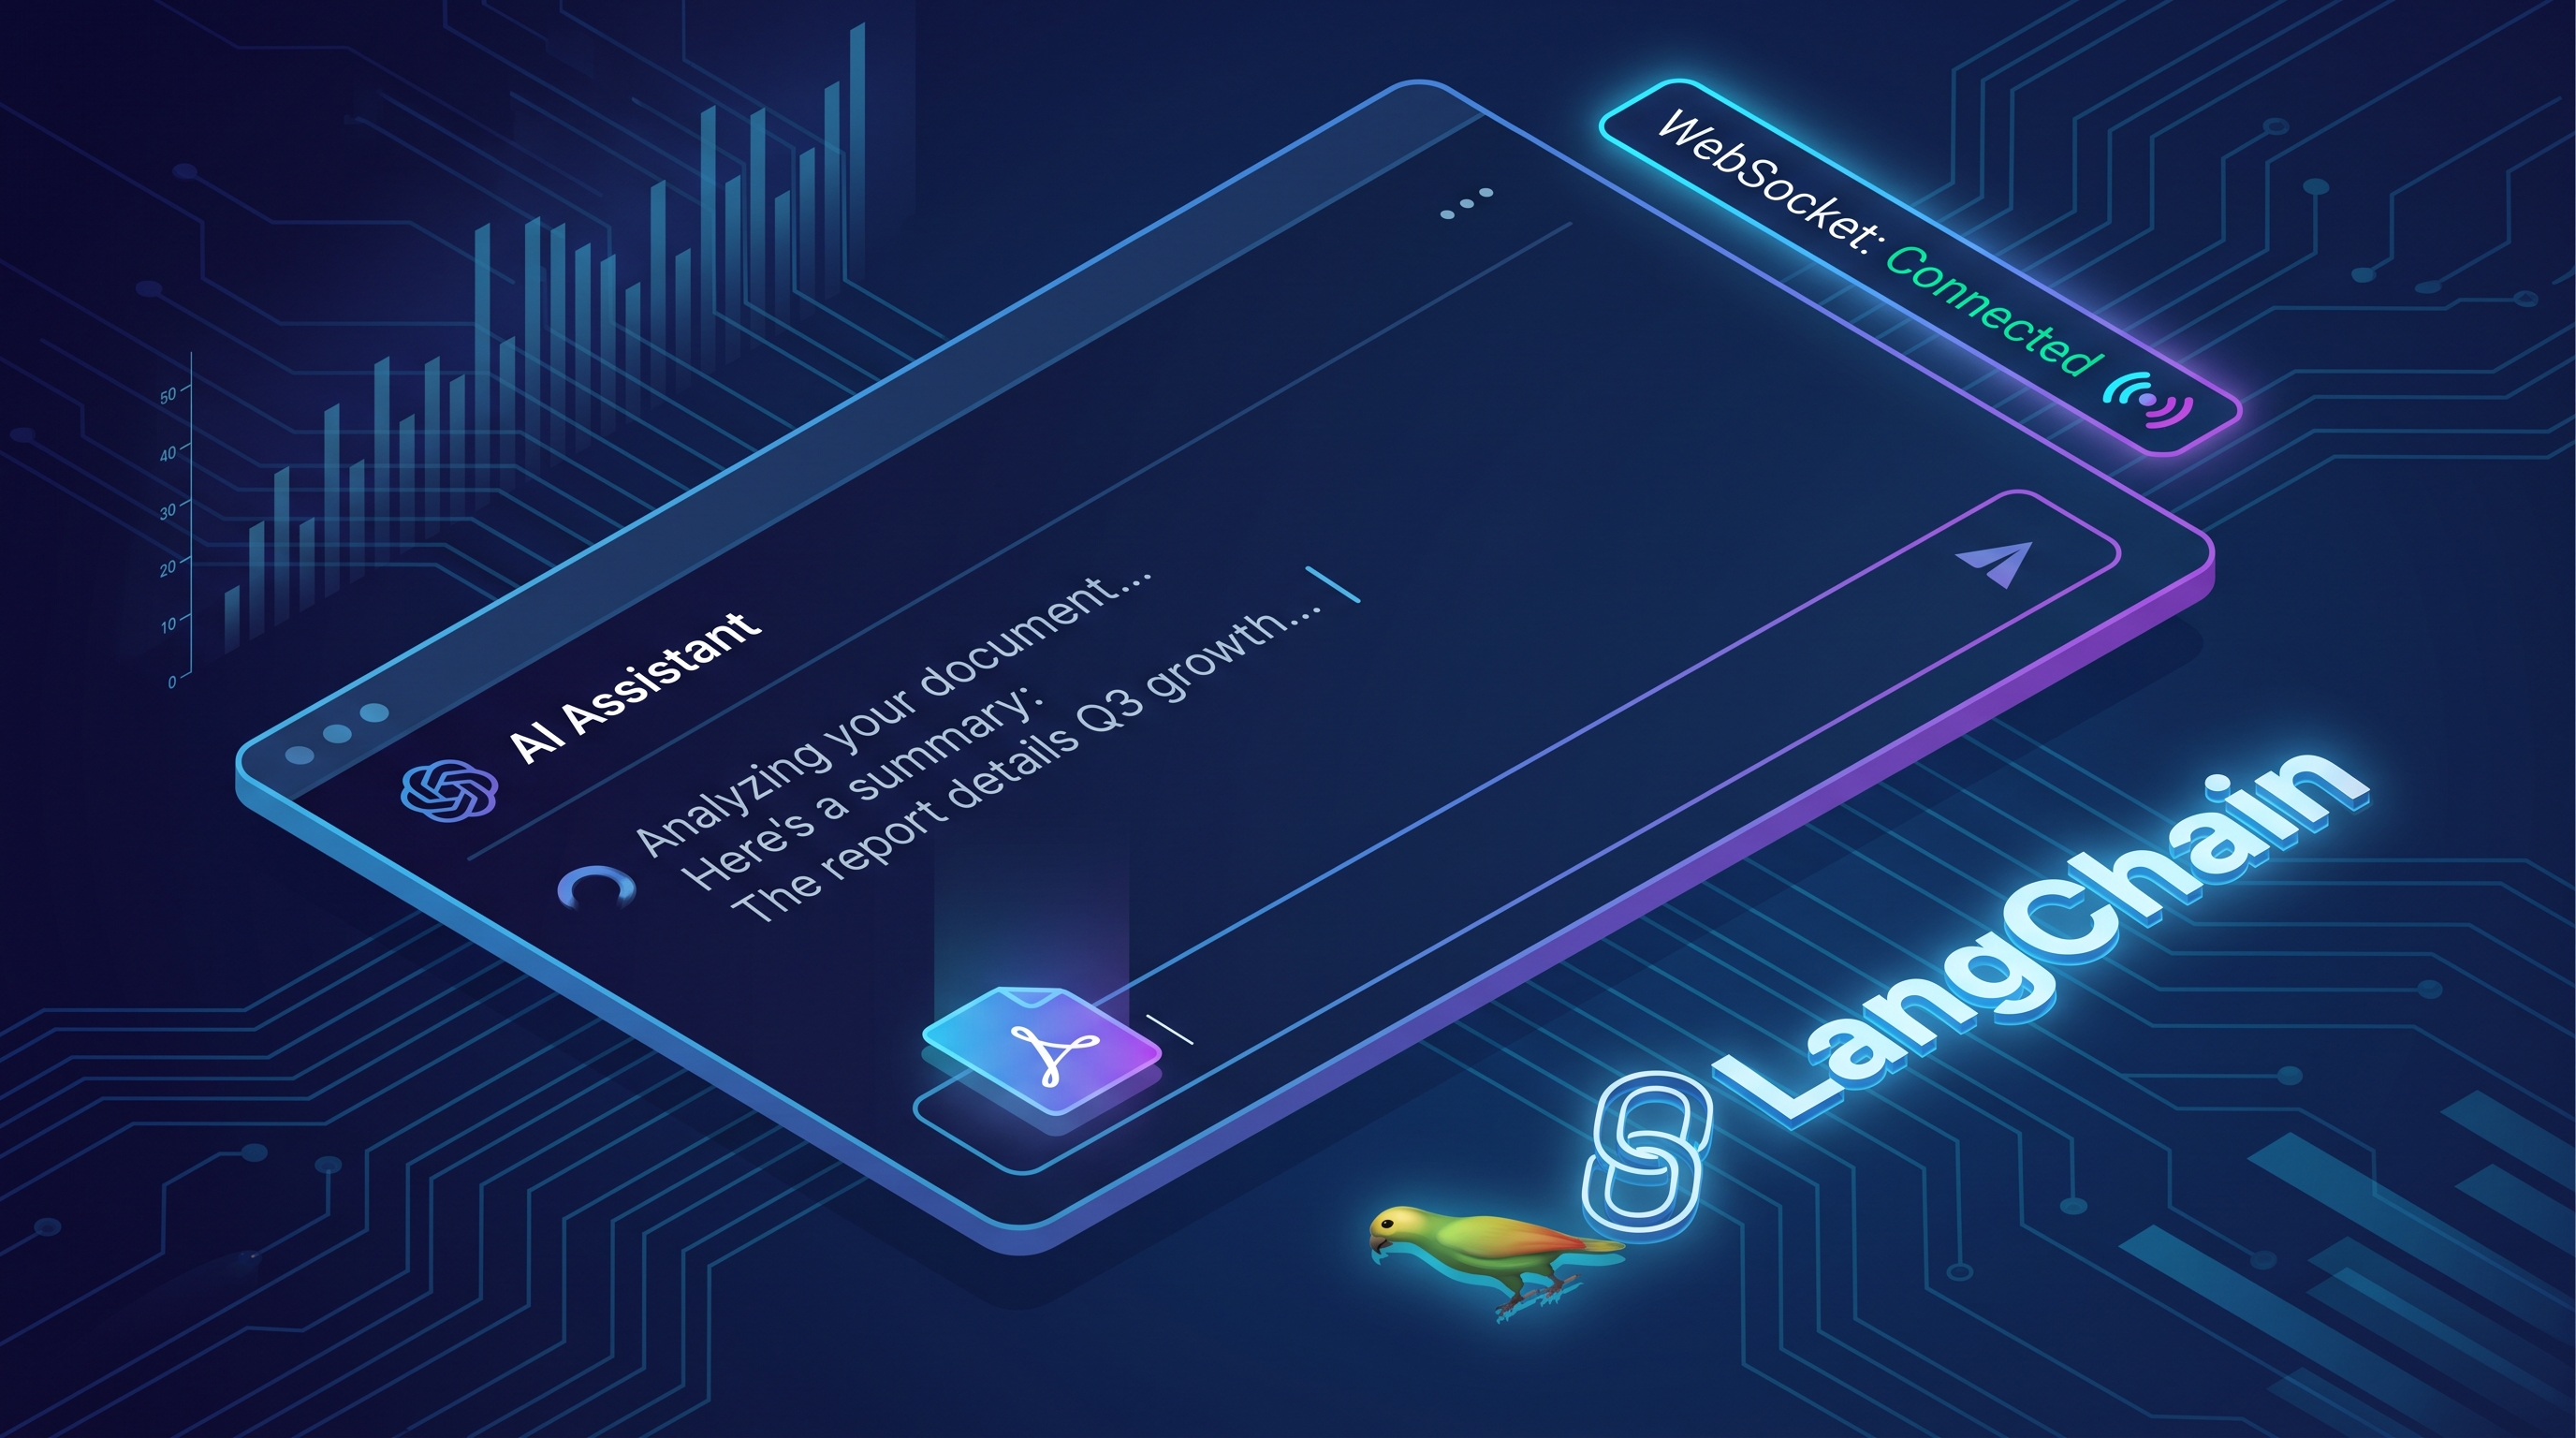 50
40
30
20
10
0
WebSocket: Connected
AI Assistant
Analyzing your document...
Here's a summary:
The report details Q3 growth...
LangChain